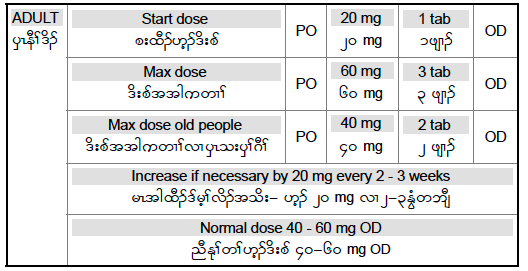 ADULT
ပှၤနီၢ်ဒိၣ်
Start dose
စးထီၣ်ဟ့ၣ်ဒိးစ်
PO
20 mg
၂၀ mg
1 tab
၁ဖျၢၣ်
OD
Max dose
ဒိးစ်အအါကတၢၢ်
PO
60 mg
၆၀ mg
3 tab
၃ ဖျၢၣ်
OD
Max dose old people
ဒိးစ်အအါကတၢၢ်လၢပှၤသးပှၢ်ဂီၢ်
PO
40 mg
၄၀ mg
2 tab
၂ ဖျၢၣ်
OD
Increase if necessary by 20 mg every 2 - 3 weeks
မၤအါထီၣ်ဒ်မ့ၢ်လိၣ်အသိး– ဟ့ၣ် ၂၀ mg လၢ၂–၃နွံတဘျီ
Normal dose 40 - 60 mg OD
ညီနုၢ်တၢ်ဟ့ၣ်ဒိးစ် ၄၀–၆၀ mg OD